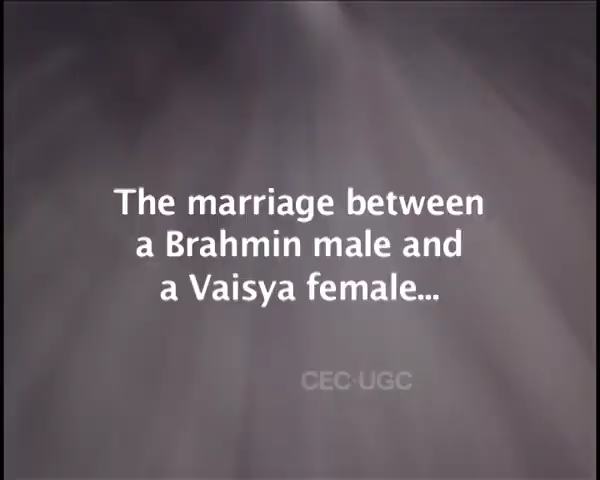 The marriage between
a Brahmin male and
a Vaisya female...
CEC-UGC